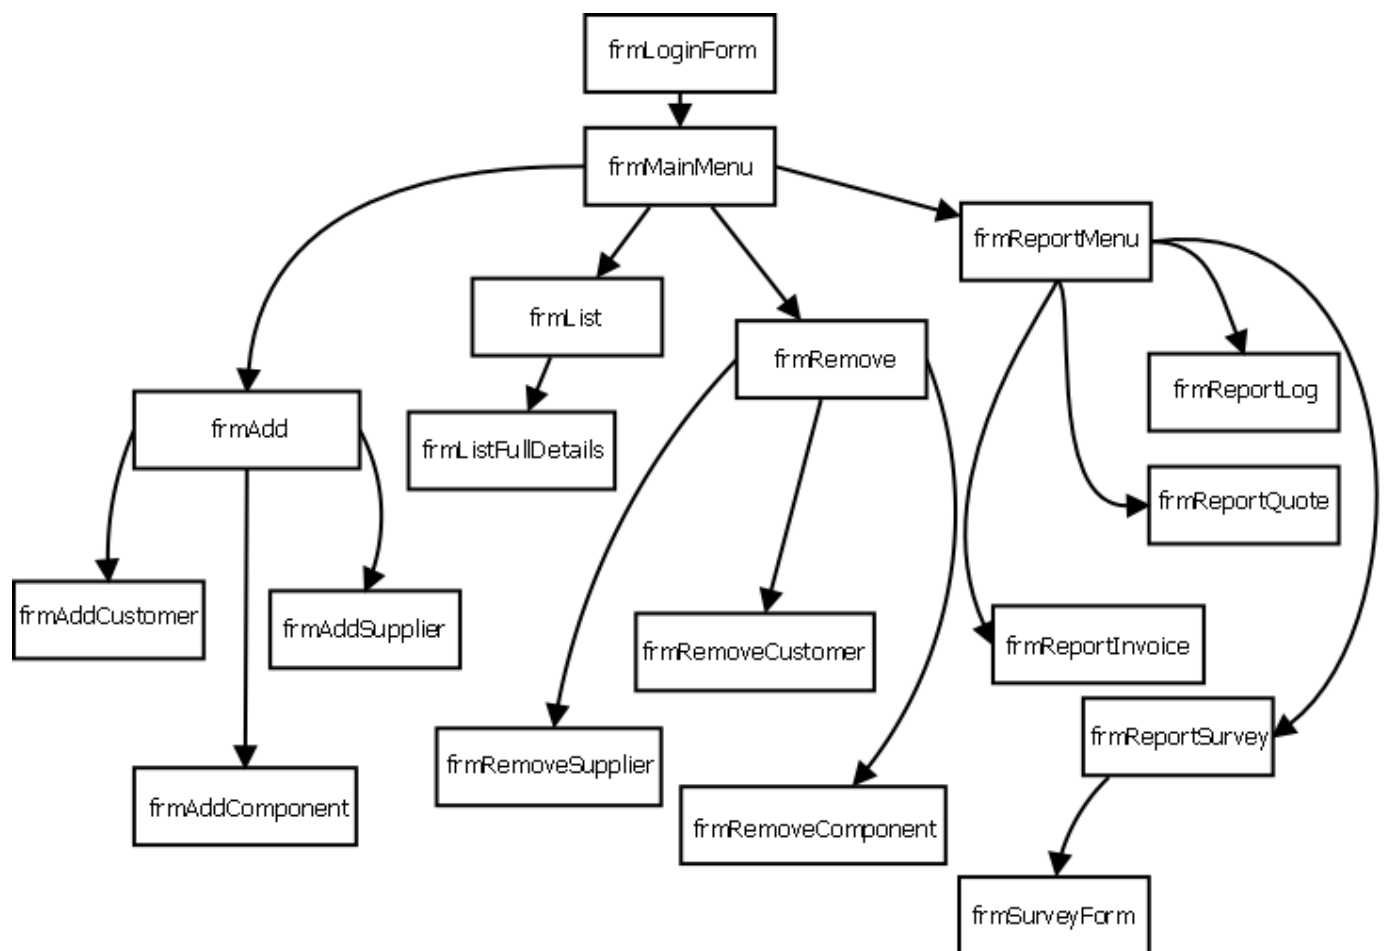 frmLoginForm
frmMainMenu
frmReportMenu
frmList
frmRemove
frmReportLog
frmAdd
frmListFullDetails
frmReportQuote
frmAddCustomer
frmAddSupplier
frmRemoveCustomer
frmReportInvoice
frmReportSurvey
frmRemoveSupplier
frmAddComponent
frmRemoveComponent
frmSurveyForm